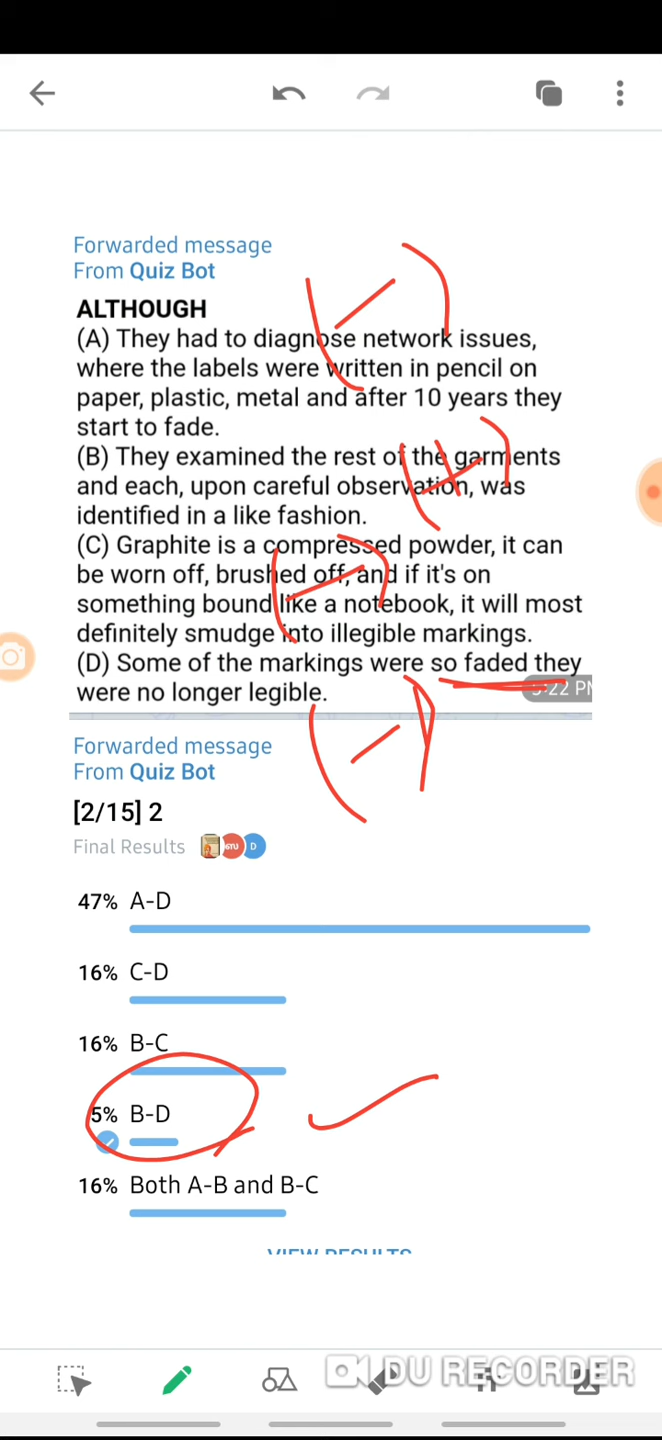 Forwarded message
From Quiz Bot
ALTHOUGH
(A) They had to diagnose network issues,
where the labels were written in pencil on
paper, plastic, metal and after 10 years they
start to fade.
(B) They examined the rest of the garments
and each, upon careful observation, was
identified in a like fashion.
(C) Graphite is a compressed powder, it can
be worn off, brushed off, and if it's on
something bound like a notebook, it will most
definitely smudge into illegible markings.
(D) Some of the markings were so faded they
were no longer legible.
Forwarded message
From Quiz Bot
[2/15] 2
Final Results
47% A-D
16% C-D
16% B-C
5% B-D
16% Both A-B and B-C
VIEW RESULTS
DU RECORDER